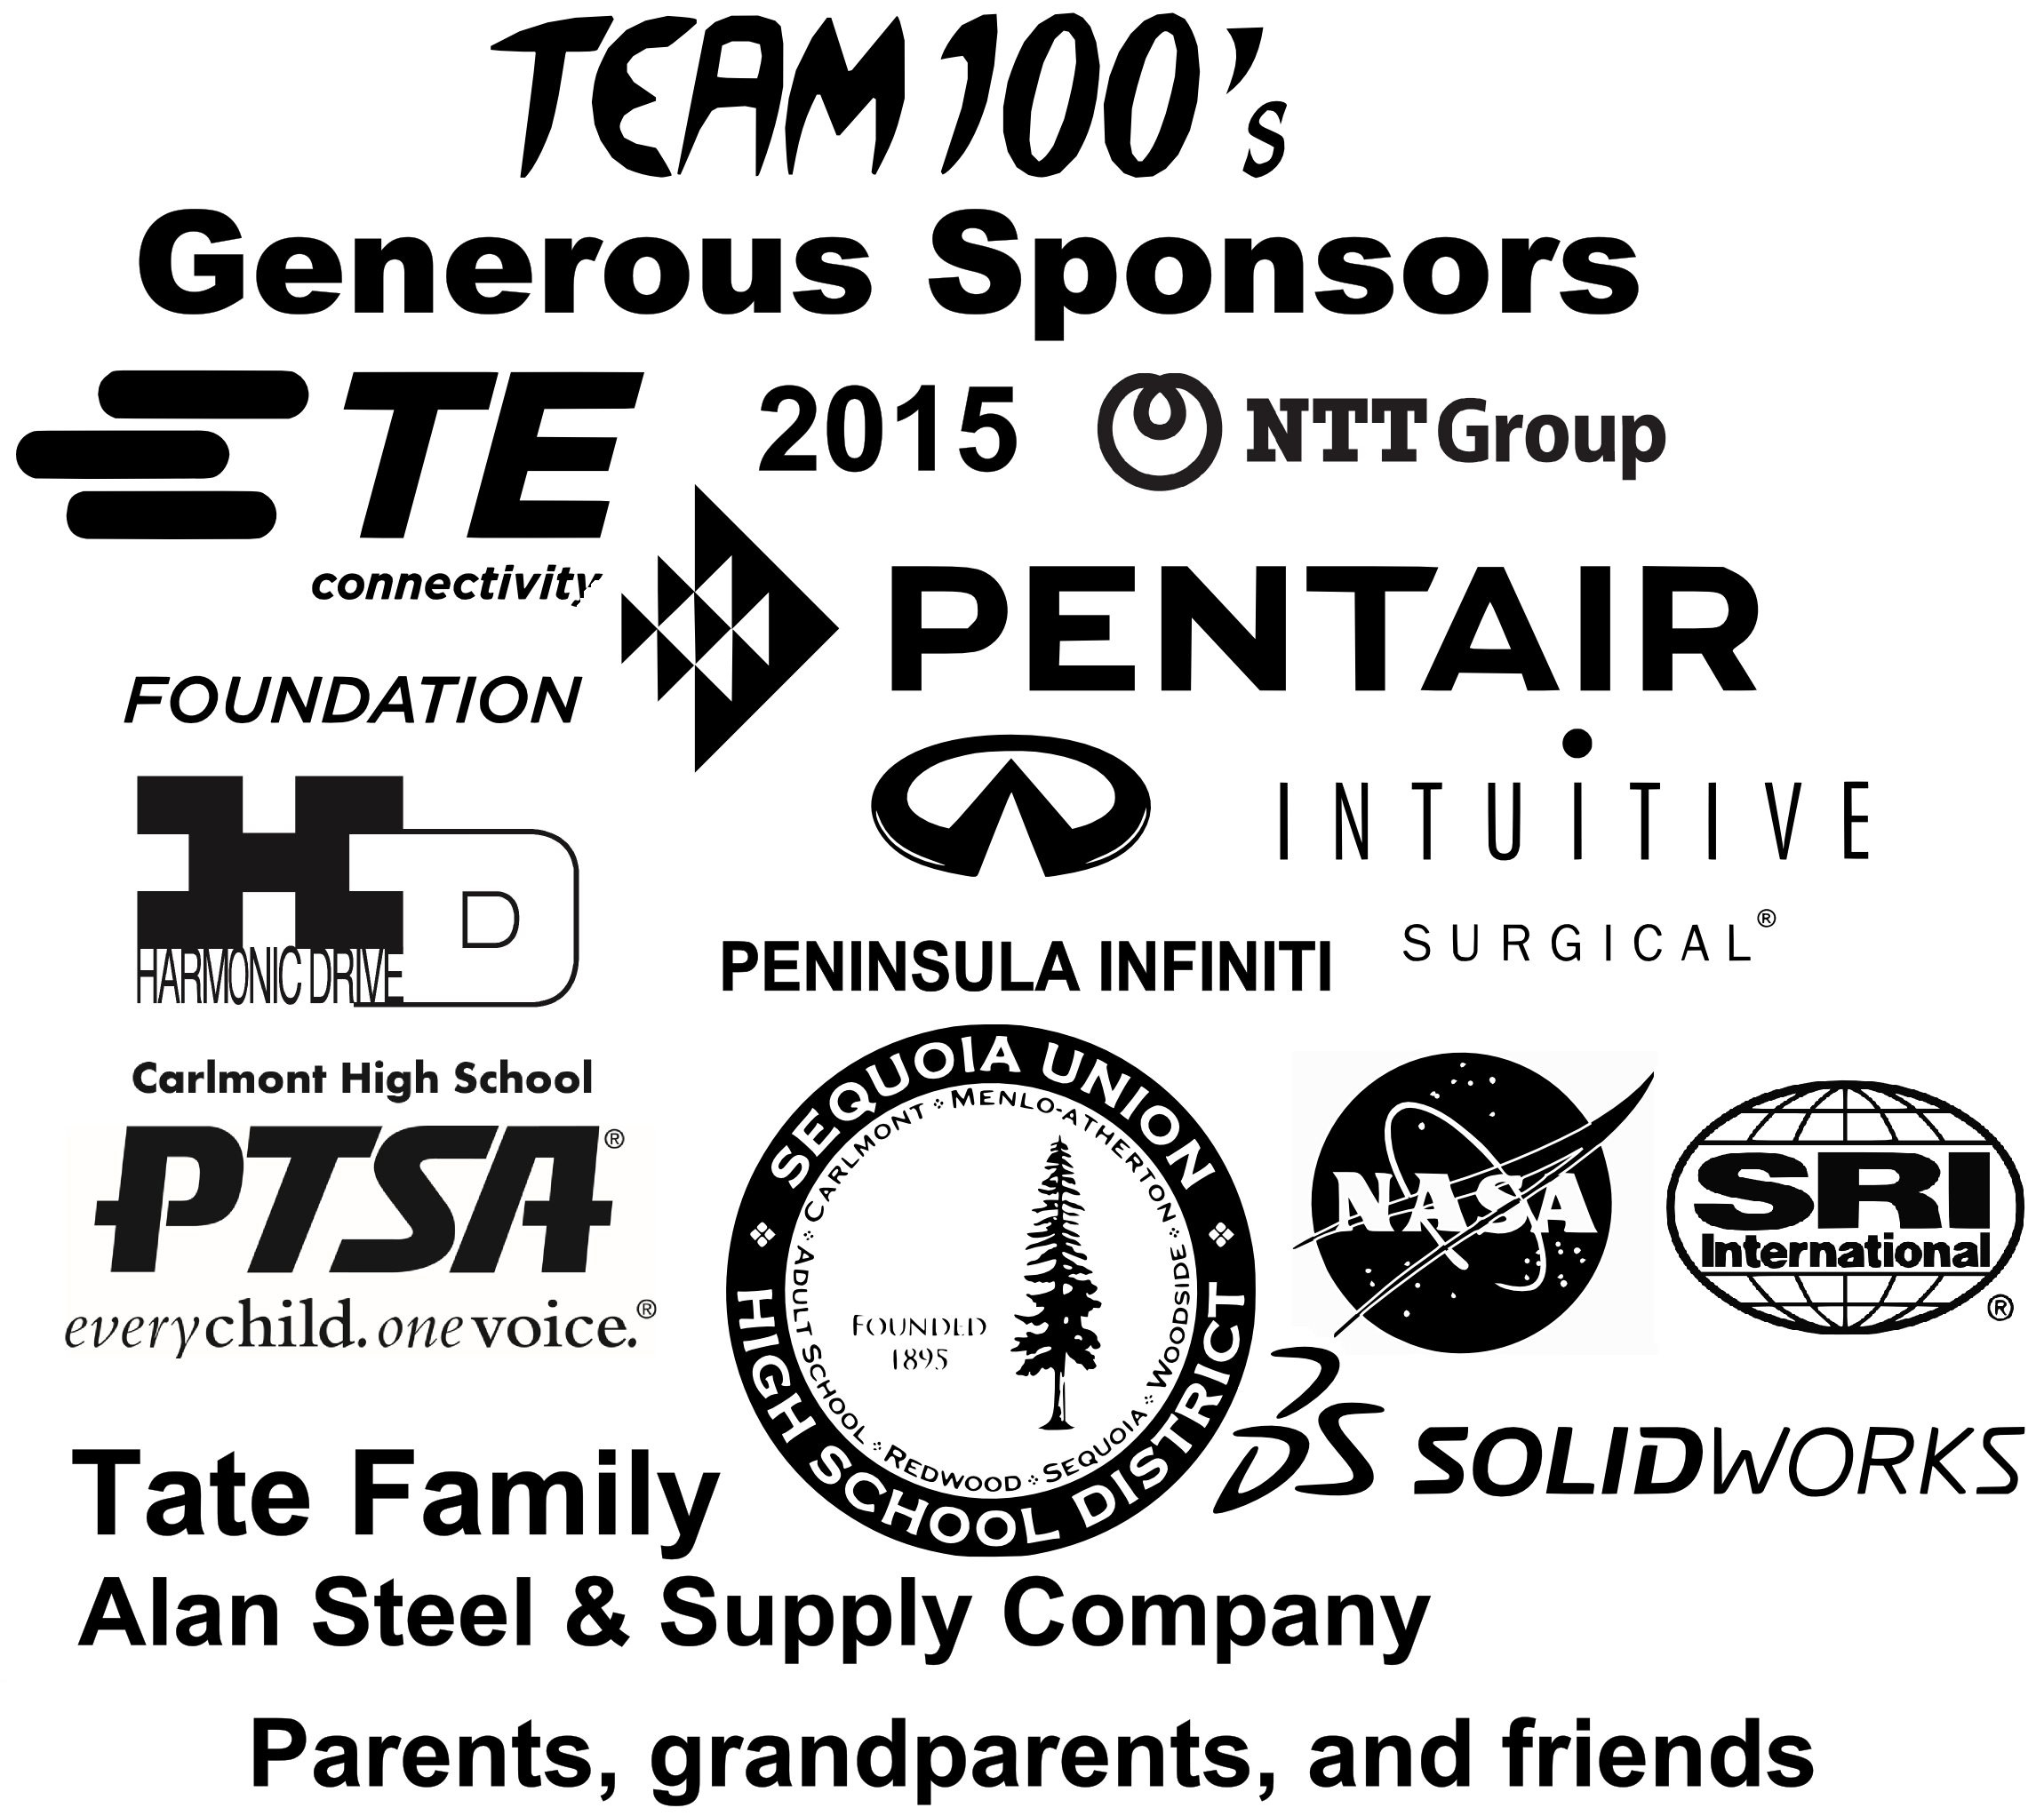 TEAM 100's
Generous Sponsors
TE
connectivity
FOUNDATION
2015
NTT Group
PENTAIR
INTUITIVE
SURGICAL®
HD
HARMONIC DRIVE
PENINSULA INFINITI
Carlmont High School
PTSA®
everychild. onevoice.®
SEQUOIA UNION
HIGH SCHOOL DISTRICT
CARLMONT MENLO-ATHERTON WOODSIDE SEQUOIA REDWOOD ADULT SCHOOL
FOUNDED
1895
NASA
SRI
International
®
3DS SOLIDWORKS
Tate Family
Alan Steel & Supply Company
Parents, grandparents, and friends